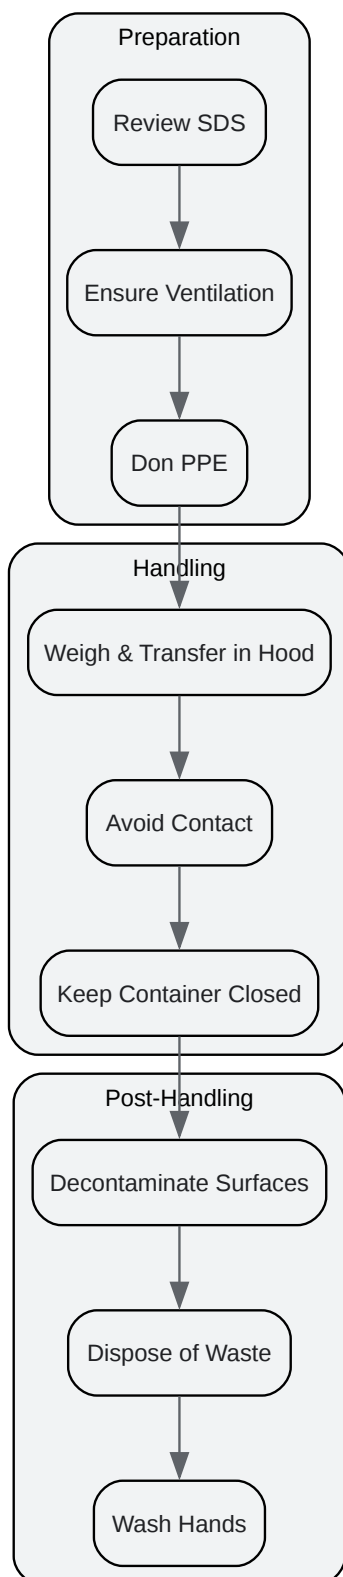 Preparation
Review SDS
Ensure Ventilation
Don PPE
Handling
Weigh & Transfer in Hood
Avoid Contact
Keep Container Closed
Post-Handling
Decontaminate Surfaces
Dispose of Waste
Wash Hands